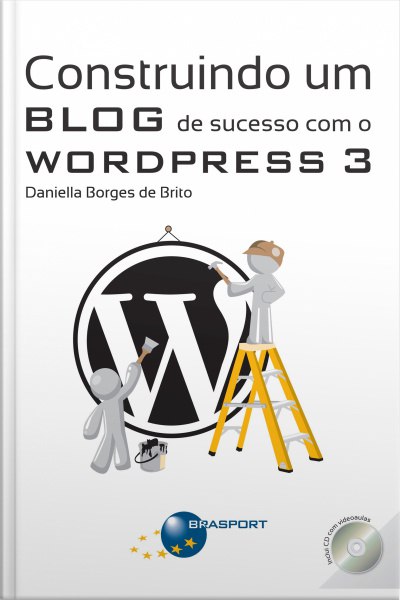 Construindo um
BLOG de sucesso com o
WORDPRESS 3
Daniella Borges de Brito
W
BRASPORT
Inclui CD com videoaulas